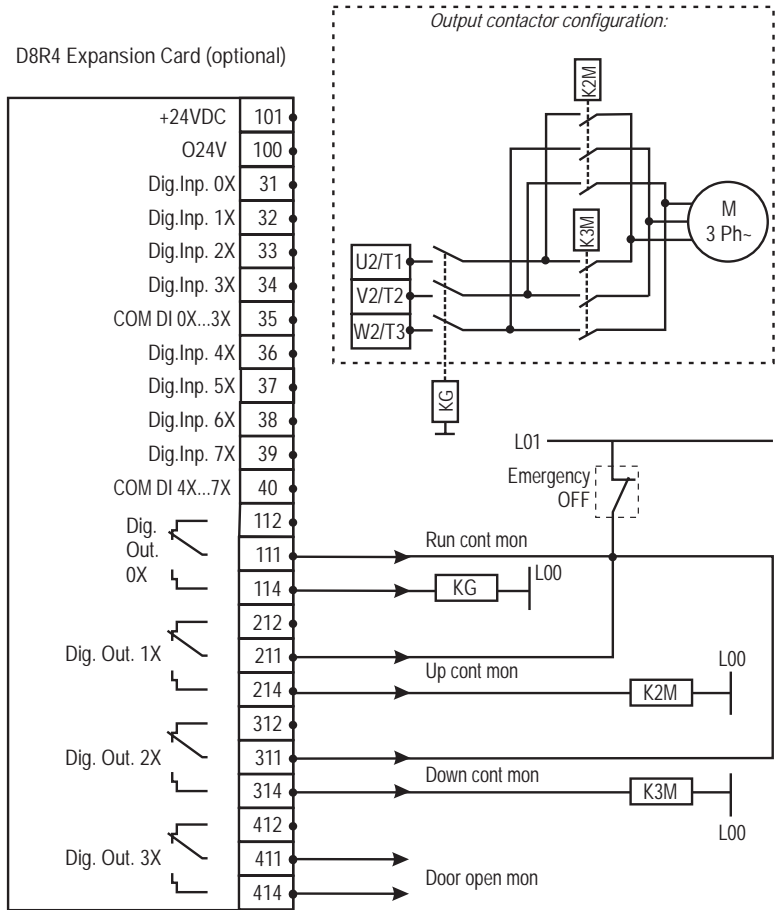 Output contactor configuration:
D8R4 Expansion Card (optional)
K2M
K3M
M
3 Ph~
U2/T1
V2/T2
W2/T3
KG
+24VDC 101
O24V 100
Dig.Inp. 0X 31
Dig.Inp. 1X 32
Dig.Inp. 2X 33
Dig.Inp. 3X 34
COM DI 0X...3X 35
Dig.Inp. 4X 36
Dig.Inp. 5X 37
Dig.Inp. 6X 38
Dig.Inp. 7X 39
COM DI 4X...7X 40
L01
Emergency
OFF
Dig.
Out.
0X
112
111 Run cont mon
114 KG L00
212
Dig. Out. 1X 211 Up cont mon
214 K2M L00
312
Dig. Out. 2X 311 Down cont mon
314 K3M L00
412
Dig. Out. 3X 411
414 Door open mon